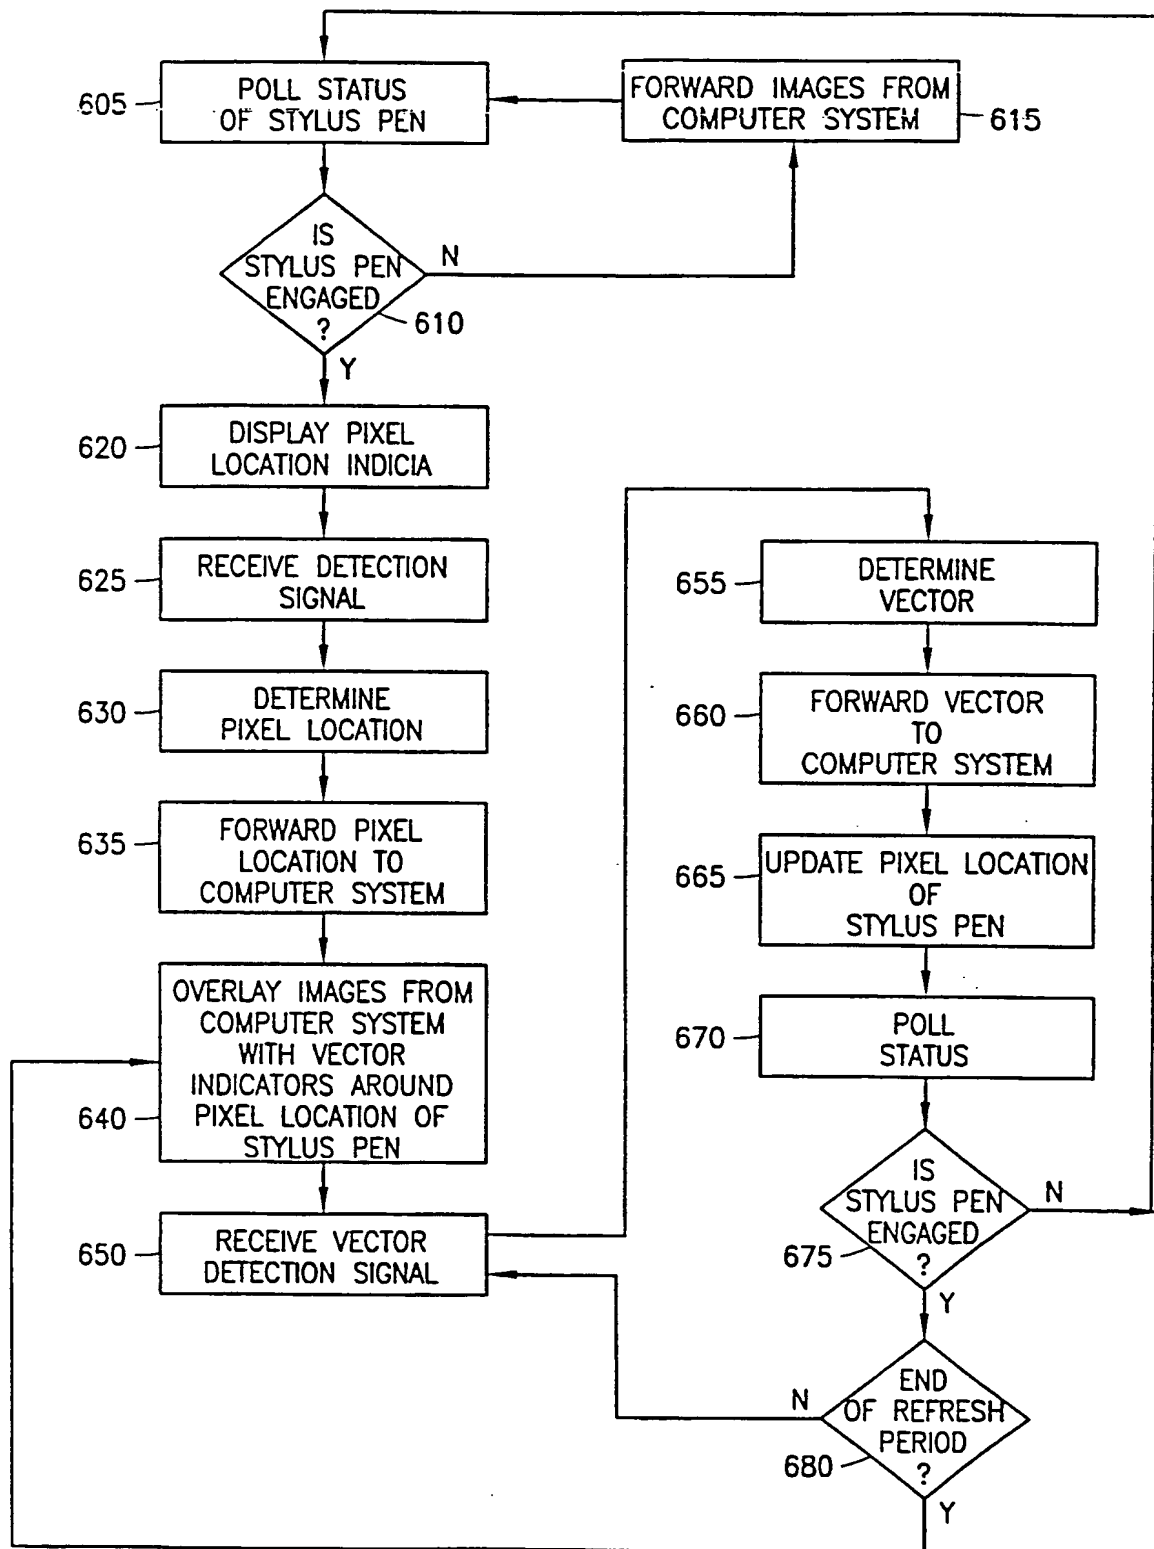 605
POLL STATUS
OF STYLUS PEN
FORWARD IMAGES FROM
COMPUTER SYSTEM
615
IS
STYLUS PEN
ENGAGED
?
N
610
Y
620
DISPLAY PIXEL
LOCATION INDICIA
625
RECEIVE DETECTION
SIGNAL
630
DETERMINE
PIXEL LOCATION
635
FORWARD PIXEL
LOCATION TO
COMPUTER SYSTEM
640
OVERLAY IMAGES FROM
COMPUTER SYSTEM
WITH VECTOR
INDICATORS AROUND
PIXEL LOCATION OF
STYLUS PEN
650
RECEIVE VECTOR
DETECTION SIGNAL
655
DETERMINE
VECTOR
660
FORWARD VECTOR
TO
COMPUTER SYSTEM
665
UPDATE PIXEL LOCATION
OF
STYLUS PEN
670
POLL
STATUS
IS
STYLUS PEN
ENGAGED
?
N
675
Y
END
OF REFRESH
PERIOD
?
N
680
Y